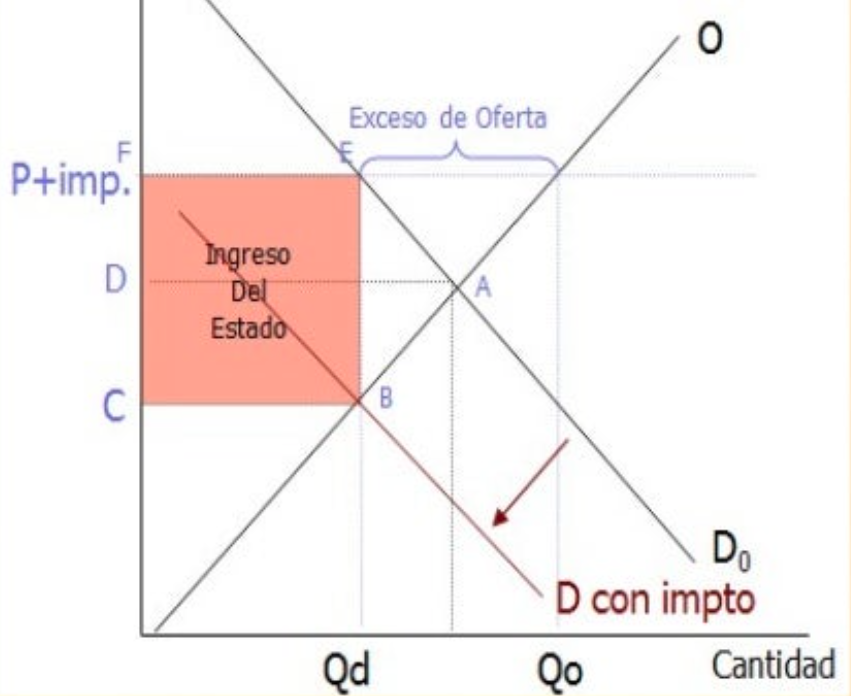 O
Exceso de Oferta
F
E
P+imp.
Ingreso
Del
Estado
D
A
C
B
D₀
D con impto
Qd
Qo
Cantidad